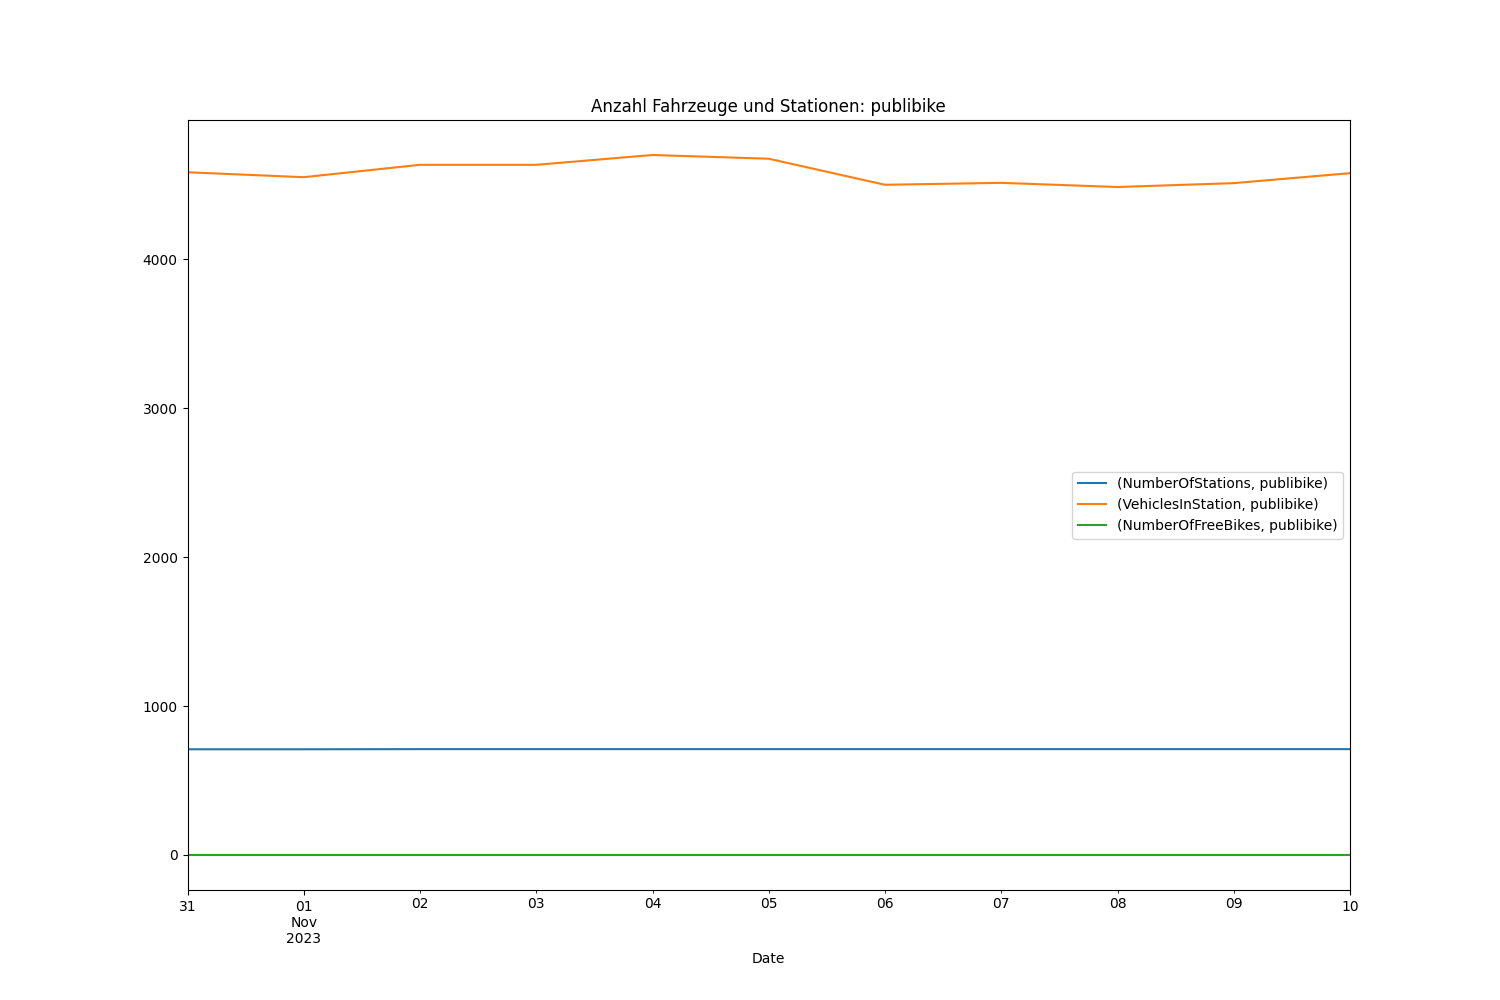 Anzahl Fahrzeuge und Stationen: publibike
4000
3000
2000
1000
0
(NumberOfStations, publibike)
(VehiclesInStation, publibike)
(NumberOfFreeBikes, publibike)
31 01 02 03 04 05 06 07 08 09 10
Nov
2023
Date